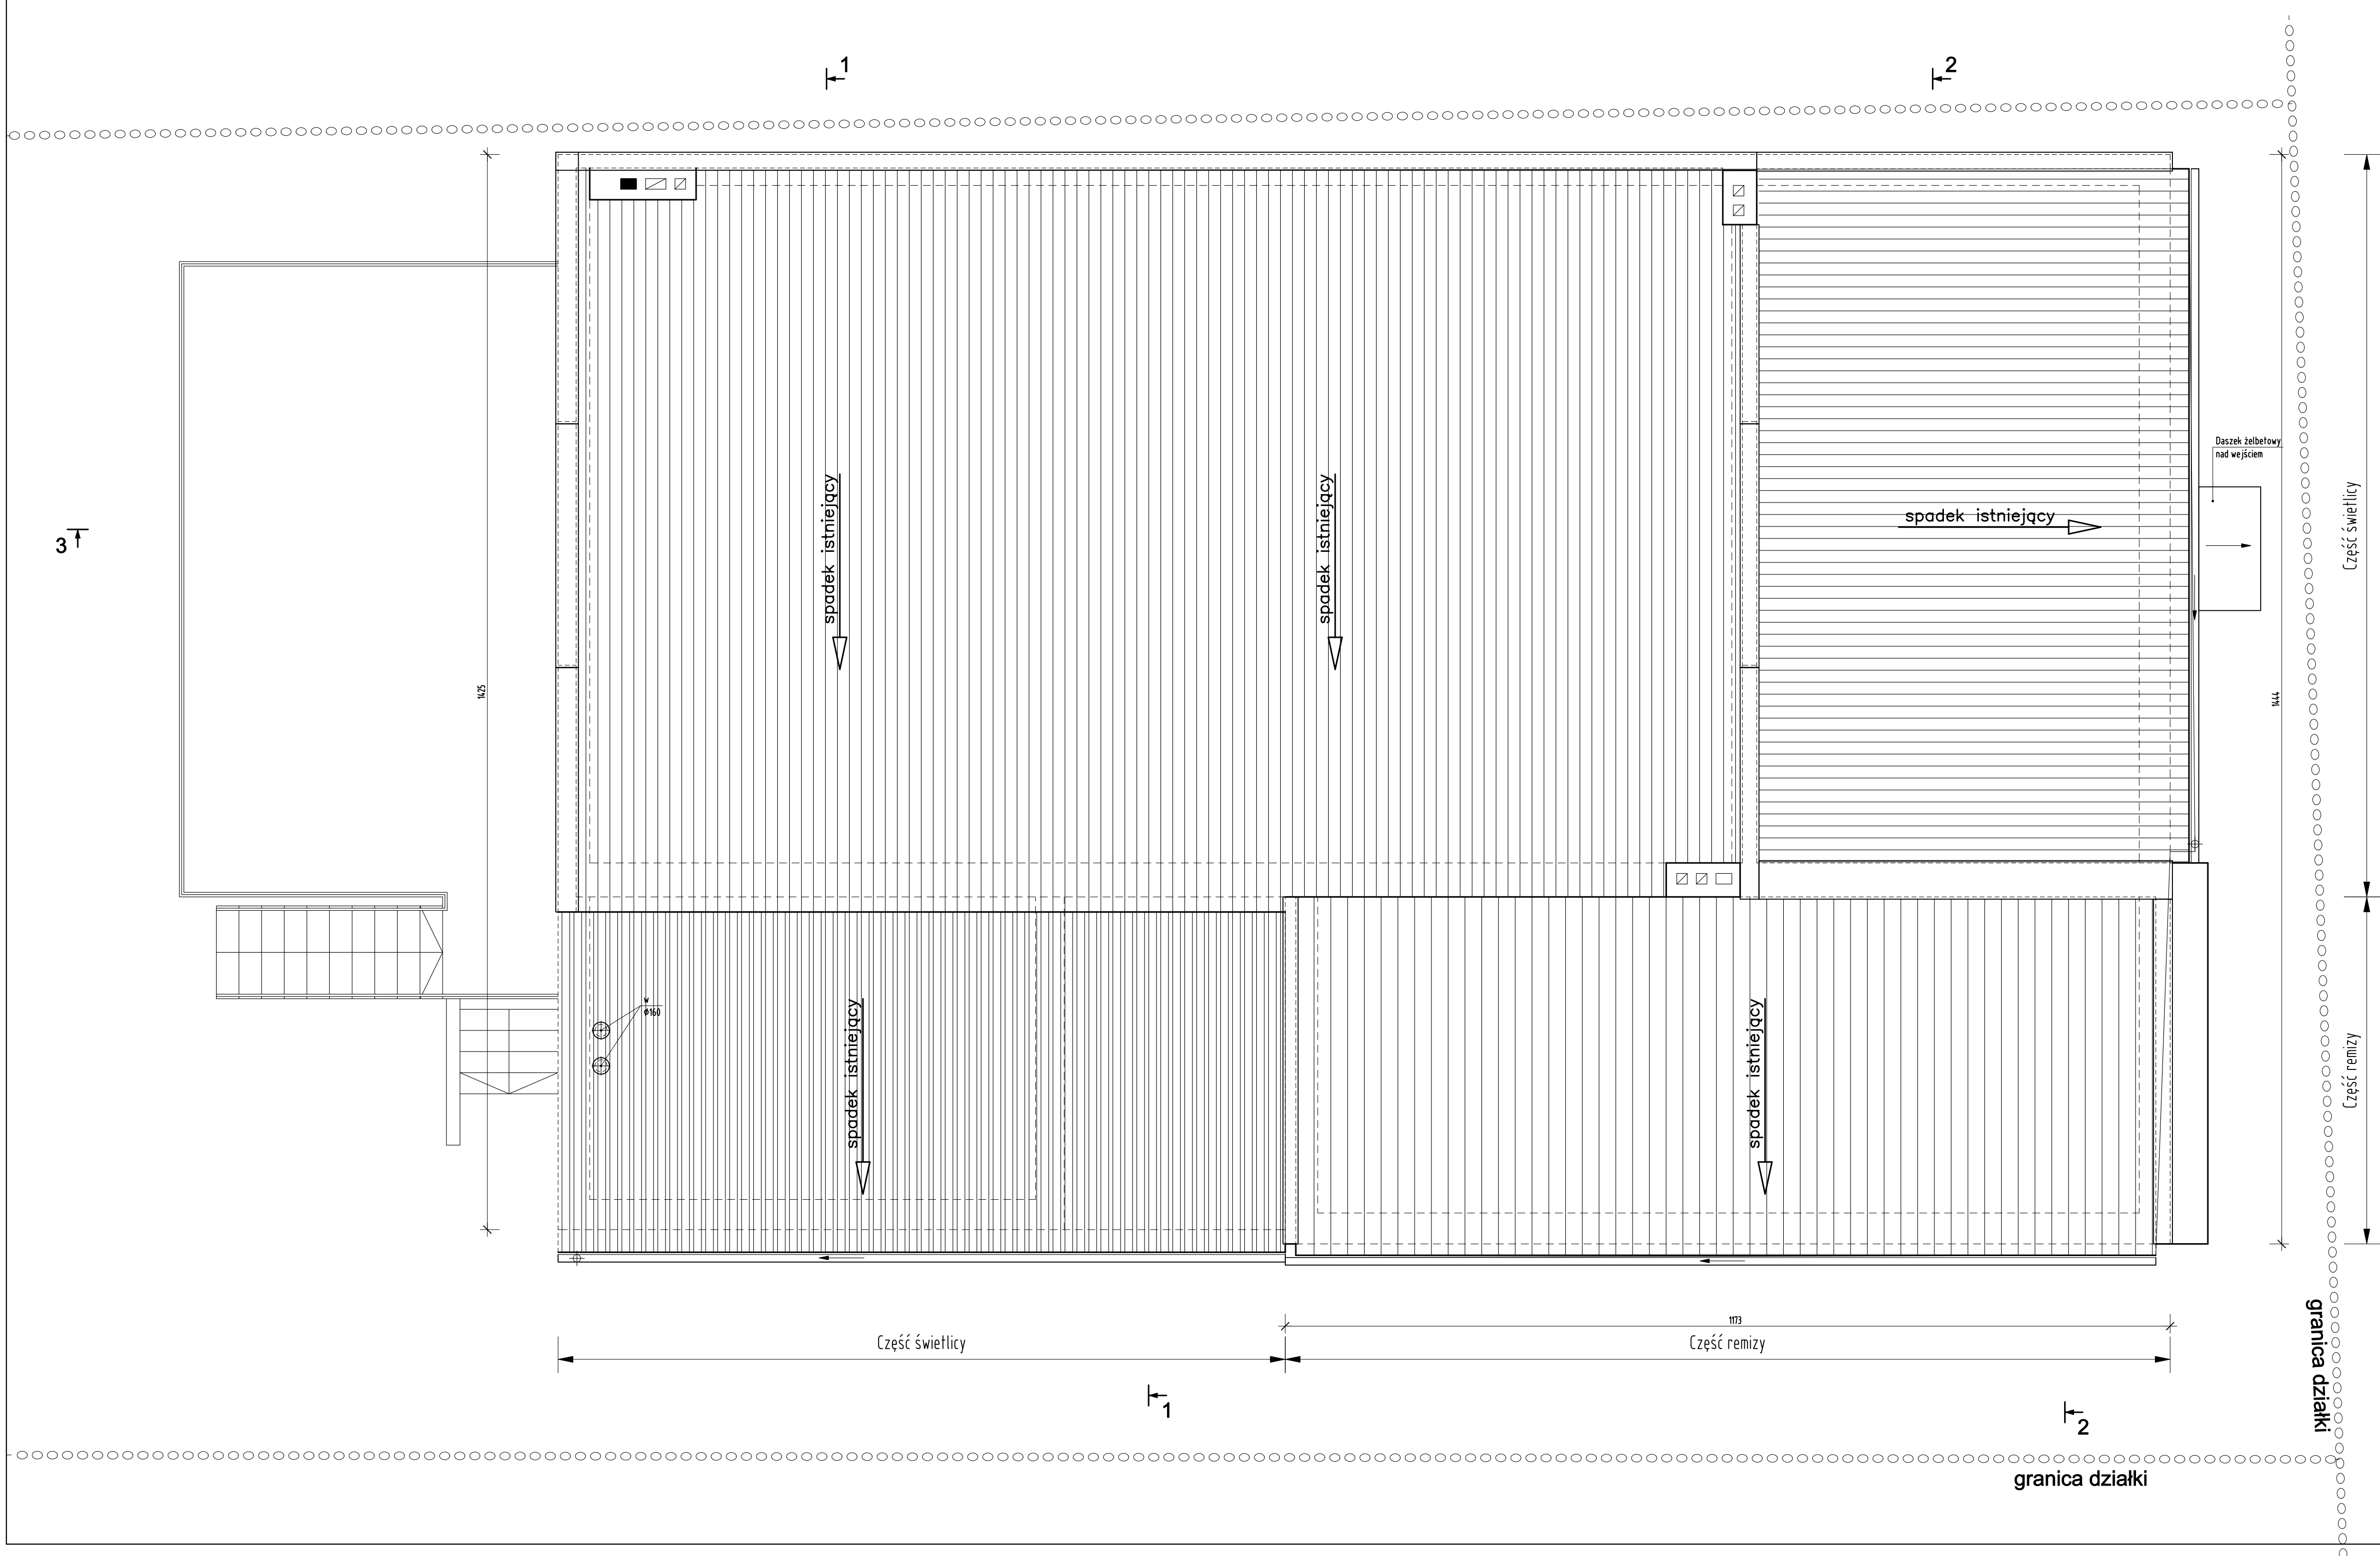 1
2
Daszek żelbetowy
nad wejściem
Część świetlicy
spadek istniejący
spadek istniejący
spadek istniejący
3
1425
1444
w
ϕ160
spadek istniejący
spadek istniejący
Część remizy
1173
Część świetlicy
Część remizy
granica działki
1
2
granica działki